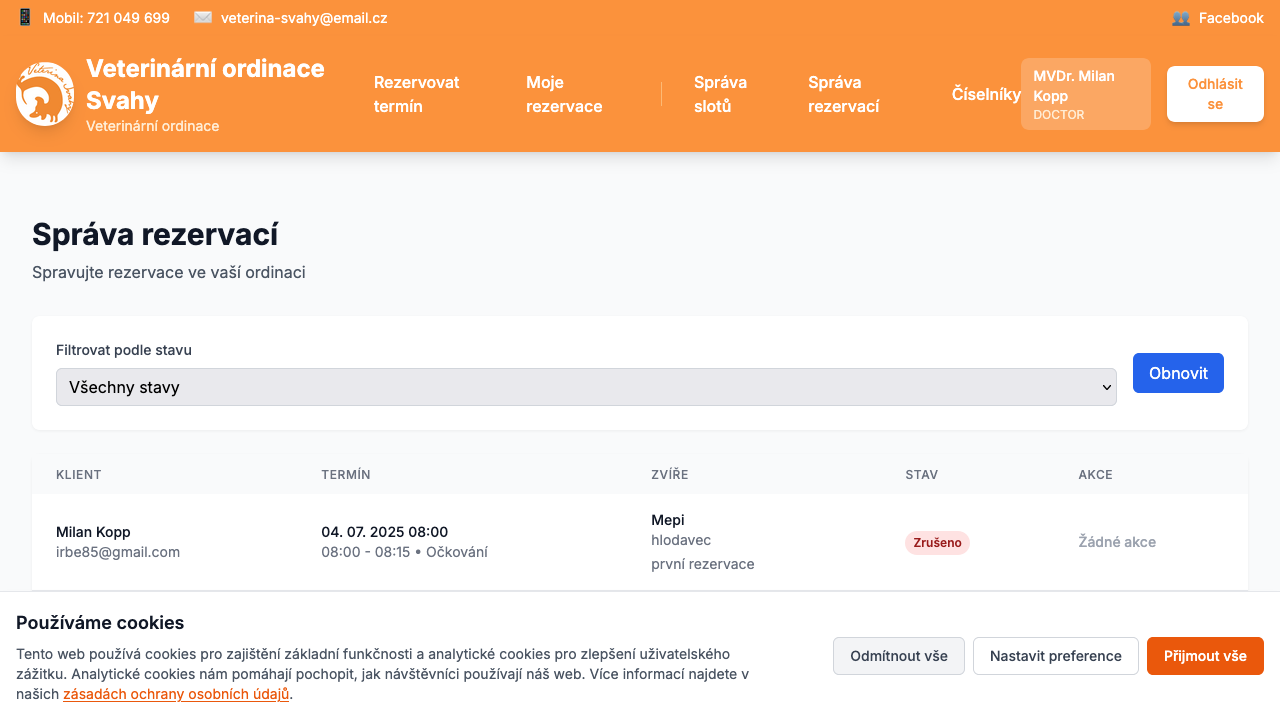 Mobil: 721 049 699
veterina-svahy@email.cz
Facebook
Veterinární ordinace
Svahy
Veterinární ordinace
Rezervovat
termín
Moje
rezervace
Správa
slotů
Správa
rezervací
Číselníky
MVDr. Milan
Kopp
DOCTOR
Odhlásit
se
Správa rezervací
Spravujte rezervace ve vaší ordinaci
Filtrovat podle stavu
Všechny stavy
Obnovit
KLIENT TERMÍN ZVÍŘE STAV AKCE
Milan Kopp
irbe85@gmail.com
04. 07. 2025 08:00
08:00 - 08:15 • Očkování
Mepi
hlodavec
první rezervace
Zrušeno
Žádné akce
Používáme cookies
Tento web používá cookies pro zajištění základní funkčnosti a analytické cookies pro zlepšení uživatelského
zážitku. Analytické cookies nám pomáhají pochopit, jak návštěvníci používají náš web. Více informací najdete v
našich zásadách ochrany osobních údajů.
Odmítnout vše
Nastavit preference
Přijmout vše